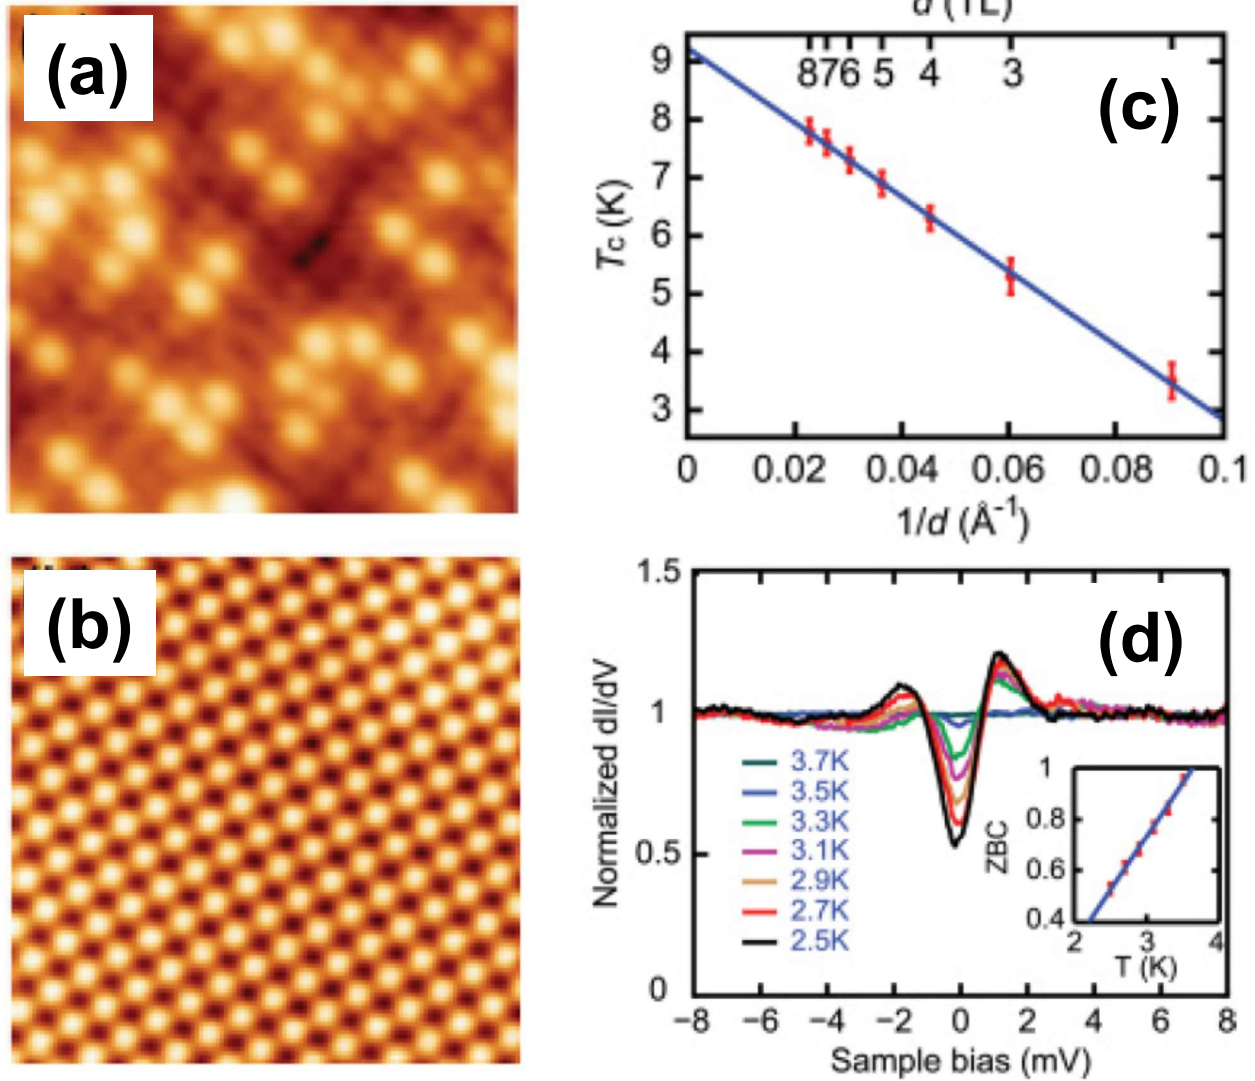 (a)
(b)
d (TL)
8 7 6 5 4 3
(c)
9
8
7
6
5
4
3
Tc (K)
0 0.02 0.04 0.06 0.08 0.1
1/d (Å-1)
1.5
1
0.5
0
Normalized dI/dV
(d)
3.7K
3.5K
3.3K
3.1K
2.9K
2.7K
2.5K
1
0.8
0.6
0.4
ZBC
2 3 4
T (K)
−8 −6 −4 −2 0 2 4 6 8
Sample bias (mV)